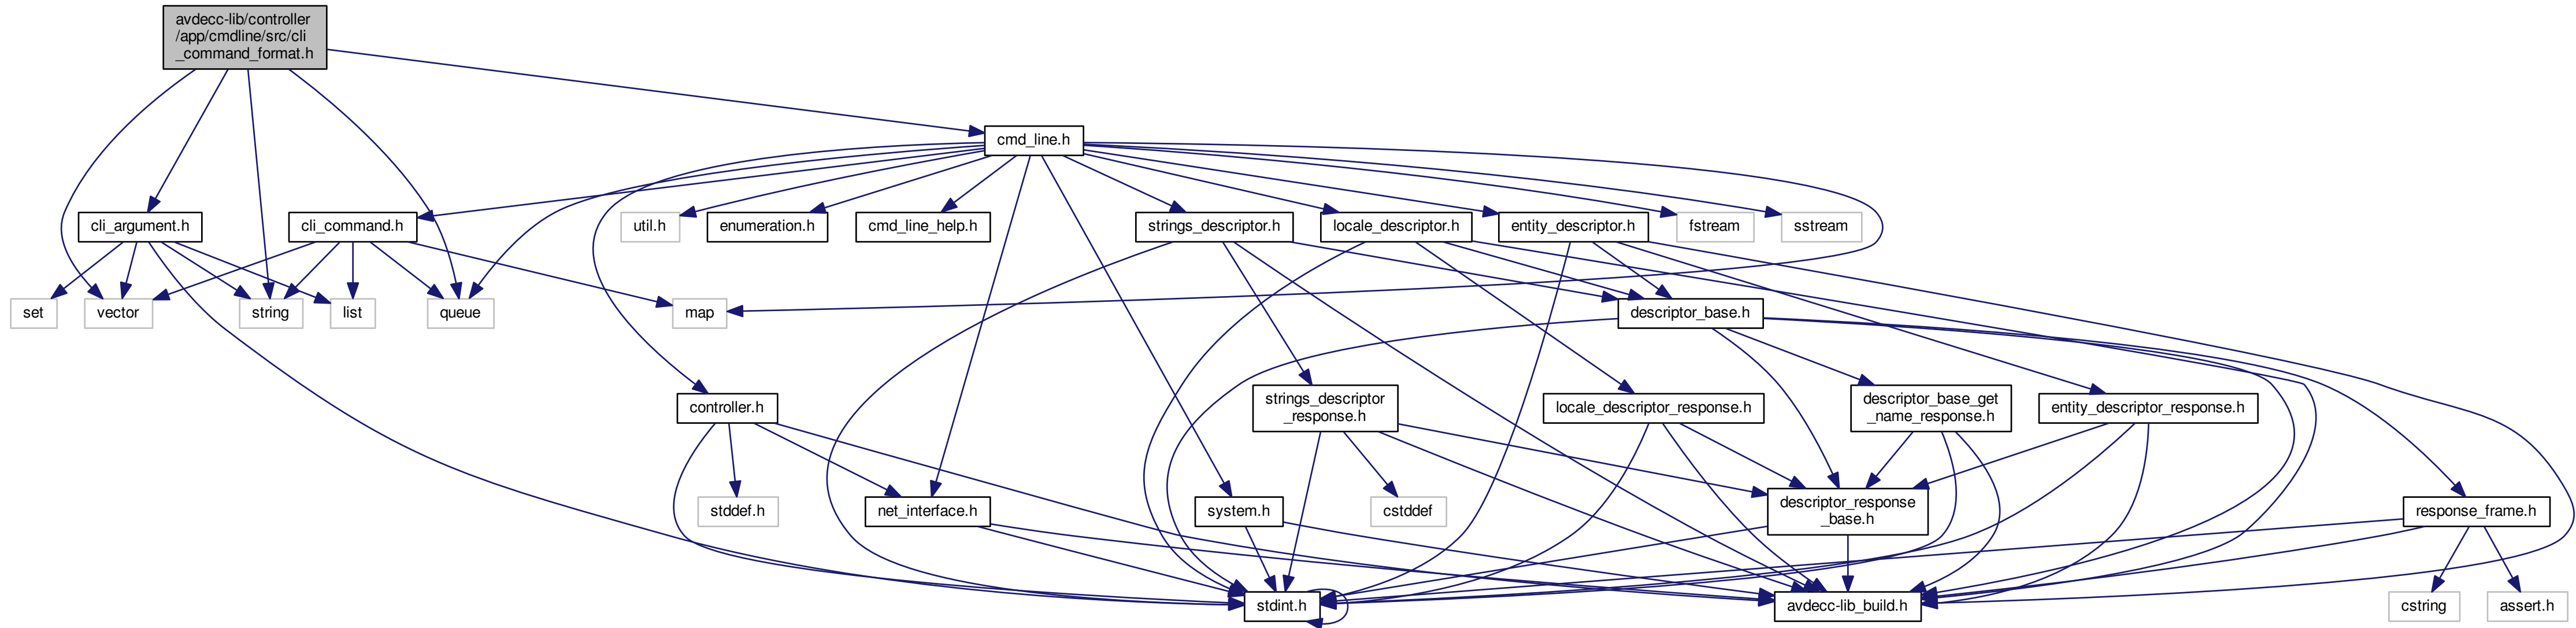 avdecc-lib/controller
/app/cmdline/src/cli
_command_format.h
cmd_line.h
cli_argument.h
cli_command.h
util.h
enumeration.h
cmd_line_help.h
strings_descriptor.h
locale_descriptor.h
entity_descriptor.h
fstream
sstream
set
vector
string
list
queue
map
descriptor_base.h
controller.h
strings_descriptor
_response.h
locale_descriptor_response.h
descriptor_base_get
_name_response.h
entity_descriptor_response.h
stddef.h
net_interface.h
system.h
cstddef
descriptor_response
_base.h
response_frame.h
stdint.h
avdecc-lib_build.h
cstring
assert.h